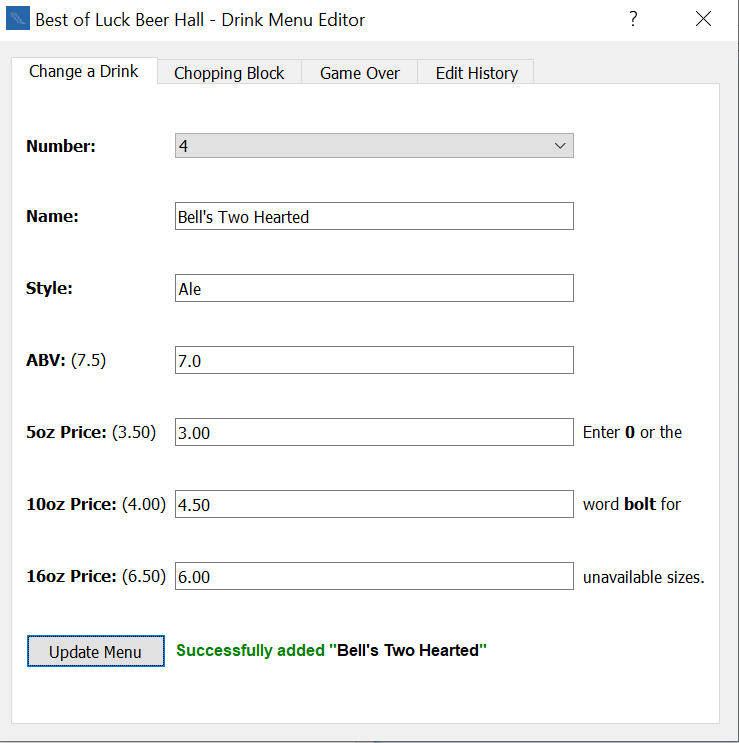 Best of Luck Beer Hall - Drink Menu Editor ?
Change a Drink Chopping Block Game Over Edit History
Number: 4
Name: Bell's Two Hearted
Style: Ale
ABV: (7.5) 7.0
5oz Price: (3.50) 3.00 Enter 0 or the
10oz Price: (4.00) 4.50 word bolt for
16oz Price: (6.50) 6.00 unavailable sizes.
Update Menu Successfully added "Bell's Two Hearted"